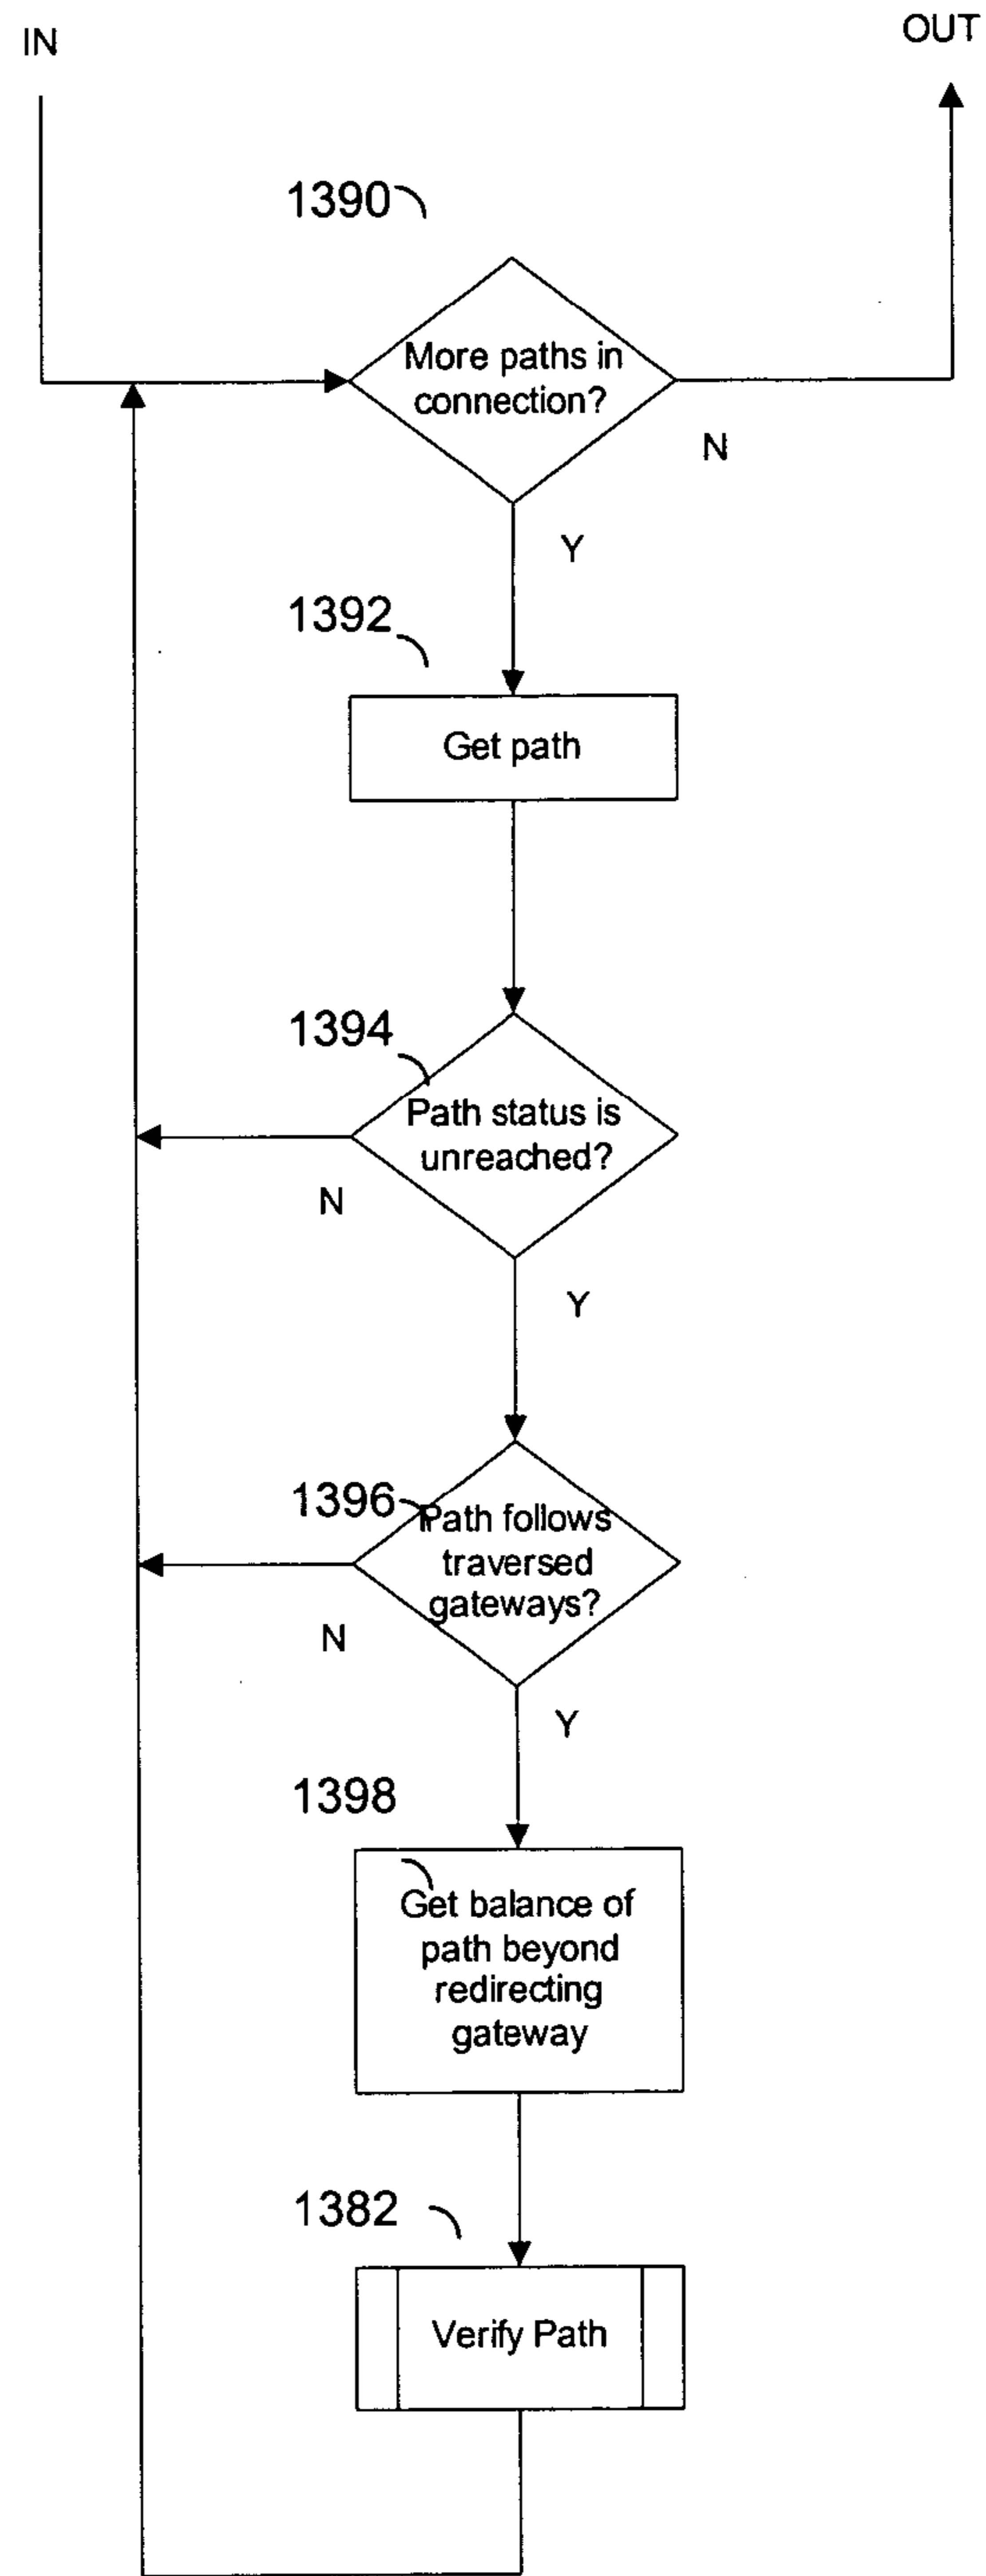 IN
OUT
1390
More paths in
connection?
N
Y
1392
Get path
1394
Path status is
unreached?
N
Y
1396
Path follows
traversed
gateways?
N
Y
1398
Get balance of
path beyond
redirecting
gateway
1382
Verify Path